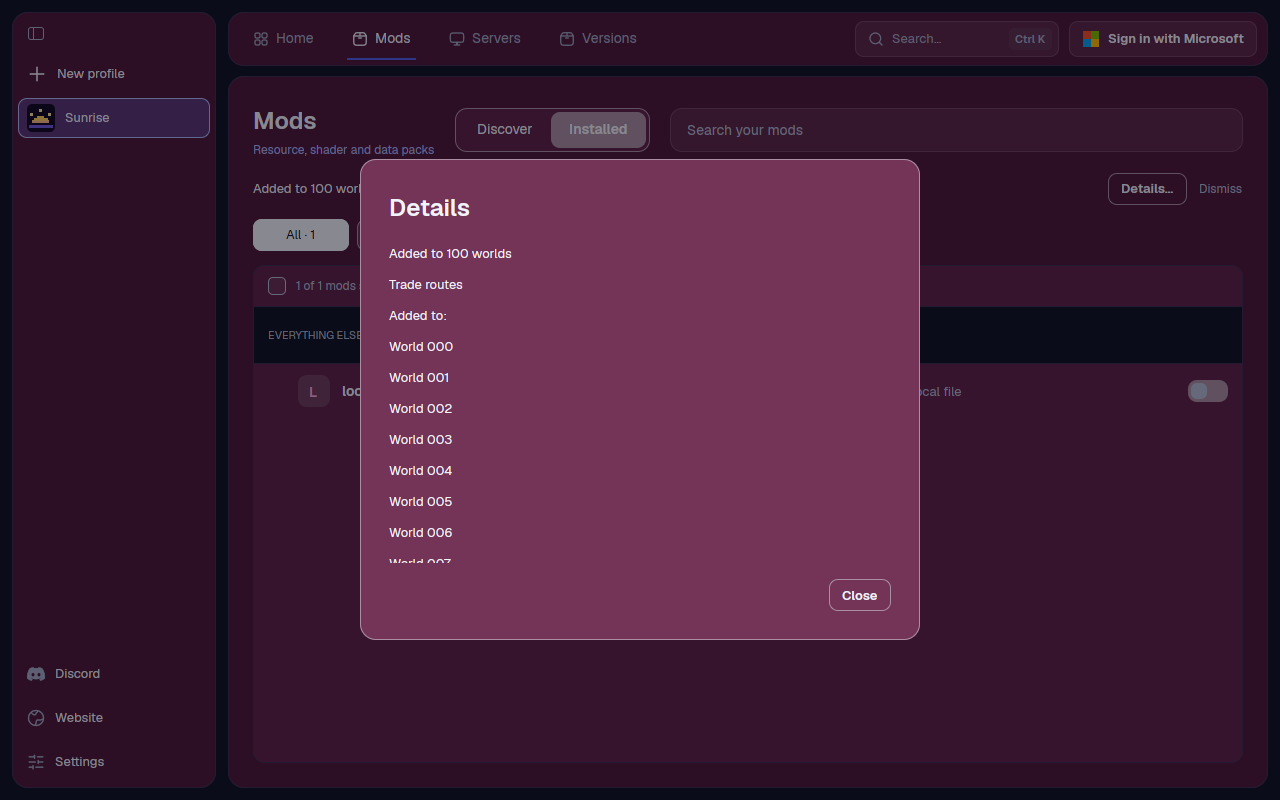 New profile
Sunrise
Discord
Website
Settings
Home
Mods
Servers
Versions
Search...
Ctrl K
Sign in with Microsoft
Mods
Resource, shader and data packs
Discover
Installed
Search your mods
Added to 100
Details...
Dismiss
All · 1
1 of 1 mods
EVERYTHING ELSE
L
file
Details
Added to 100 worlds
Trade routes
Added to:
World 000
World 001
World 002
World 003
World 004
World 005
World 006
World 007
Close